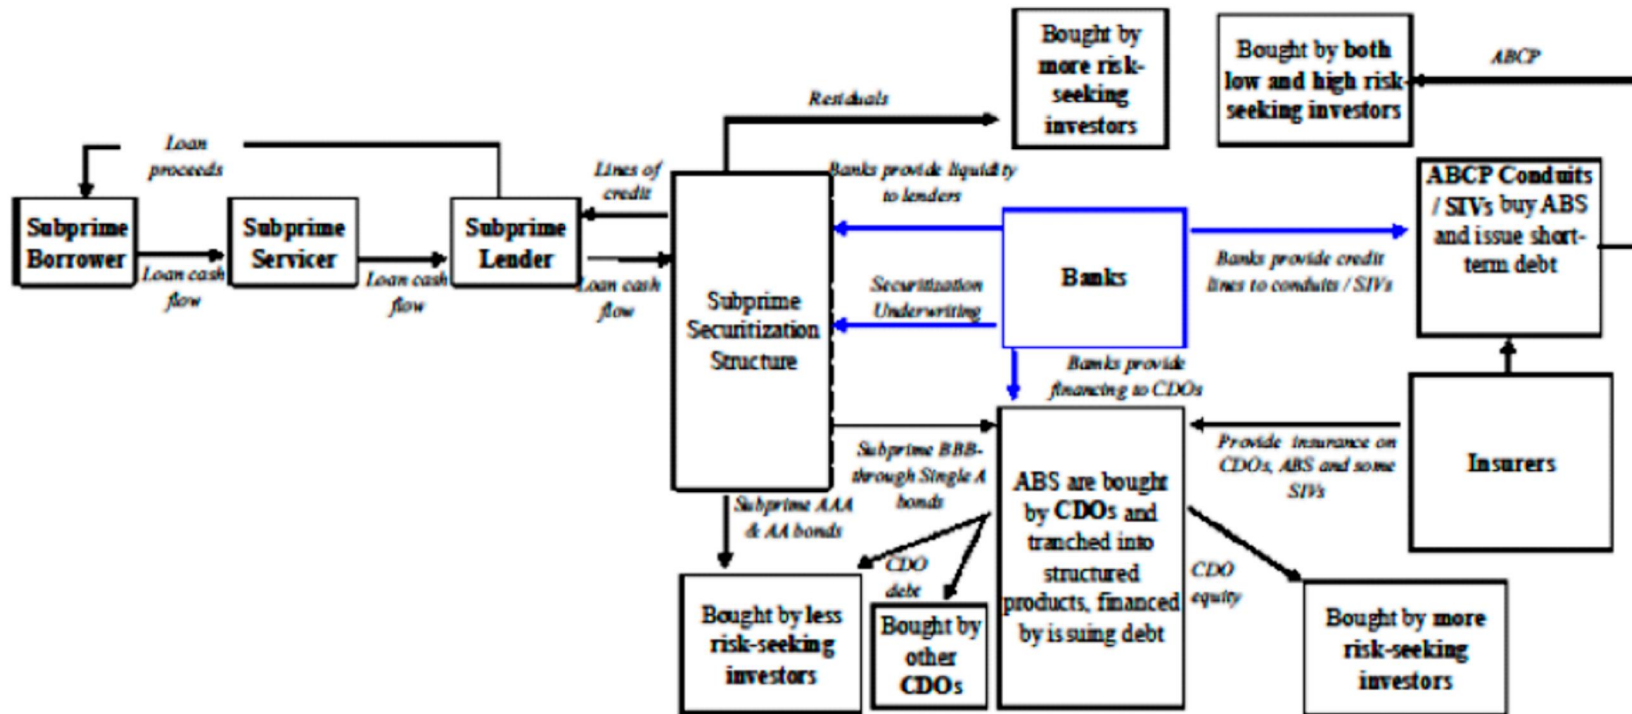 Bought by
more risk-
seeking
investors
Bought by both
low and high risk-
seeking investors
ABCP
Residuals
Loan
proceeds
Lines of
credit
Banks provide liquidity
to lenders
ABCP Conduits
/ SIVs buy ABS
and issue short-
term debt
Subprime
Borrower
Subprime
Servicer
Subprime
Lender
Loan cash
flow
Loan cash
flow
Loan cash
flow
Subprime
Securitization
Structure
Securitization
Underwriting
Banks
Banks provide credit
lines to conduits / SIVs
Banks provide
financing to CDOs
Subprime BBB-
through Single A
bonds
Provide insurance on
CDOs, ABS and some
SIVs
Insurers
Subprime AAA
& AA bonds
ABS are bought
by CDOs and
tranched into
structured
products, financed
by issuing debt
CDO
debt
CDO
equity
Bought by less
risk-seeking
investors
Bought by
other
CDOs
Bought by more
risk-seeking
investors